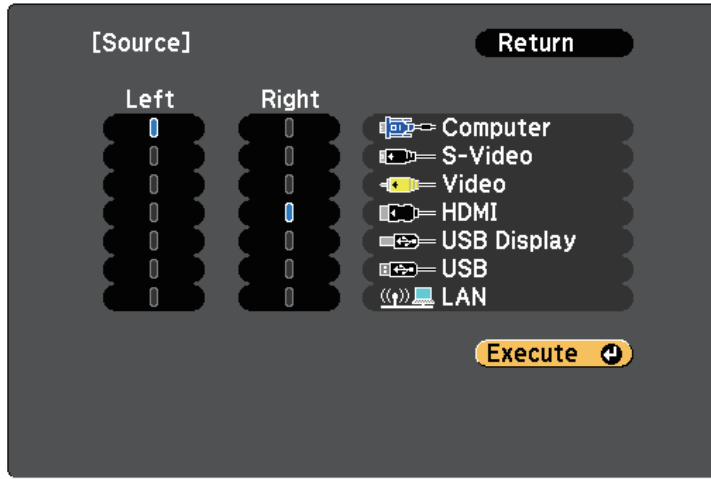 [Source] Return
Left Right
Computer
S-Video
Video
HDMI
USB Display
USB
LAN
Execute